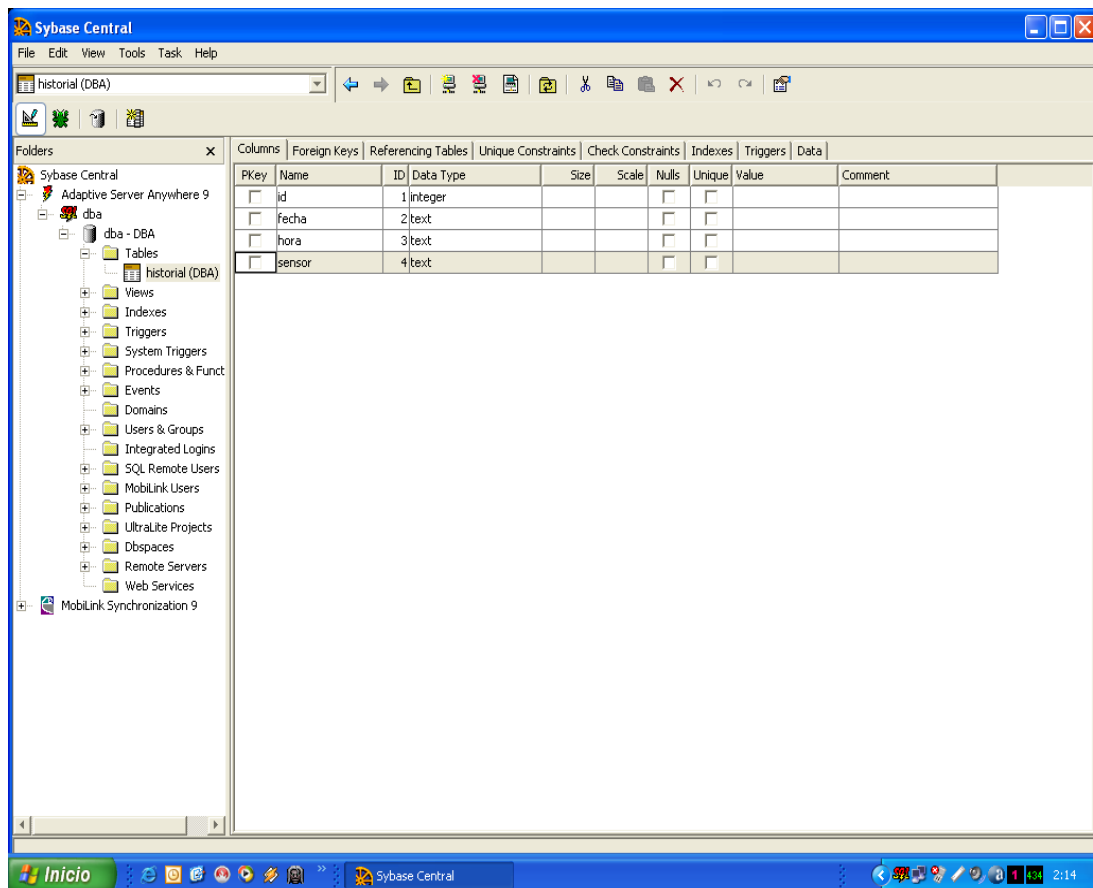 Sybase Central
File Edit View Tools Task Help
historial (DBA)
Folders x
Columns Foreign Keys Referencing Tables Unique Constraints Check Constraints Indexes Triggers Data
PKey Name ID Data Type Size Scale Nulls Unique Value Comment
id 1 integer
fecha 2 text
hora 3 text
sensor 4 text
Sybase Central
Adaptive Server Anywhere 9
dba
dba - DBA
Tables
historial (DBA)
Views
Indexes
Triggers
System Triggers
Procedures & Funct
Events
Domains
Users & Groups
Integrated Logins
SQL Remote Users
MobiLink Users
Publications
UltraLite Projects
Dbspaces
Remote Servers
Web Services
MobiLink Synchronization 9
Inicio Sybase Central 1 434 2:14